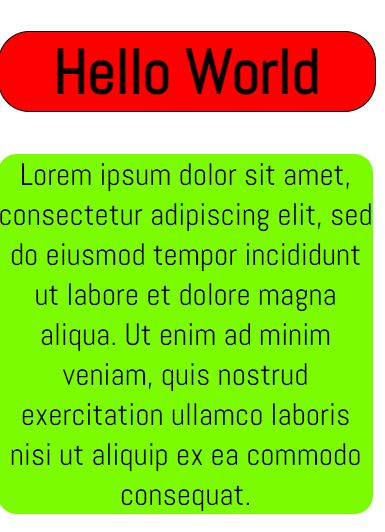 Hello World
Lorem ipsum dolor sit amet,
consectetur adipiscing elit, sed
do eiusmod tempor incididunt
ut labore et dolore magna
aliqua. Ut enim ad minim
veniam, quis nostrud
exercitation ullamco laboris
nisi ut aliquip ex ea commodo
consequat.